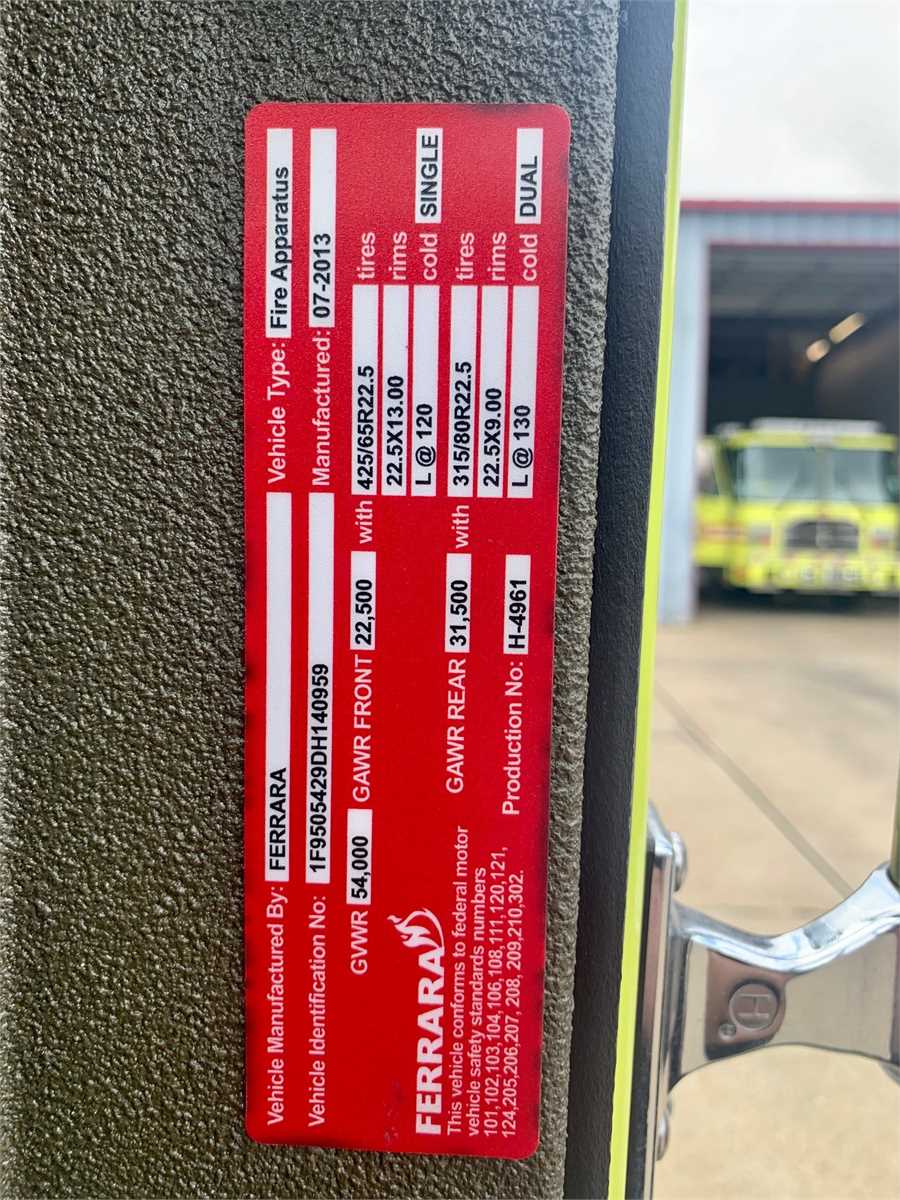 Vehicle Manufactured By: FERRARA Vehicle Type: Fire Apparatus
Vehicle Identification No: 1F9505429DH140959 Manufactured: 07-2013
GVWR 54,000 GAWR FRONT 22,500 with 425/65R22.5 tires
22.5X13.00 rims
L @ 120 cold SINGLE
GAWR REAR 31,500 with 315/80R22.5 tires
22.5X9.00 rims
L @ 130 cold DUAL
Production No: H-4961
FERRARA
This vehicle conforms to federal motor
vehicle safety standards numbers
101,102,103,104,106,108,111,120,121,
124,205,206,207,208, 209,210,302.
H